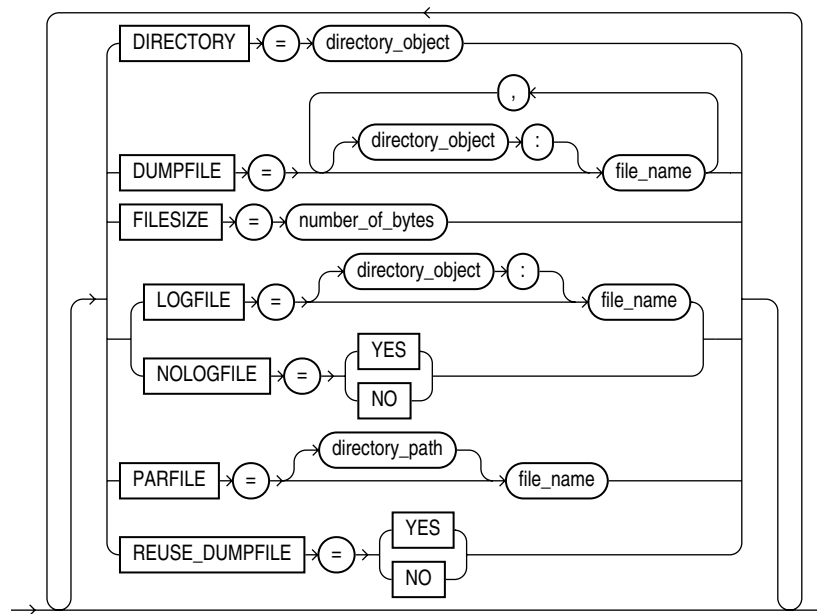 DIRECTORY = directory_object
,
directory_object :
DUMPFILE = file_name
FILESIZE = number_of_bytes
directory_object :
LOGFILE = file_name
YES
NOLOGFILE =
NO
directory_path
PARFILE = file_name
YES
REUSE_DUMPFILE =
NO